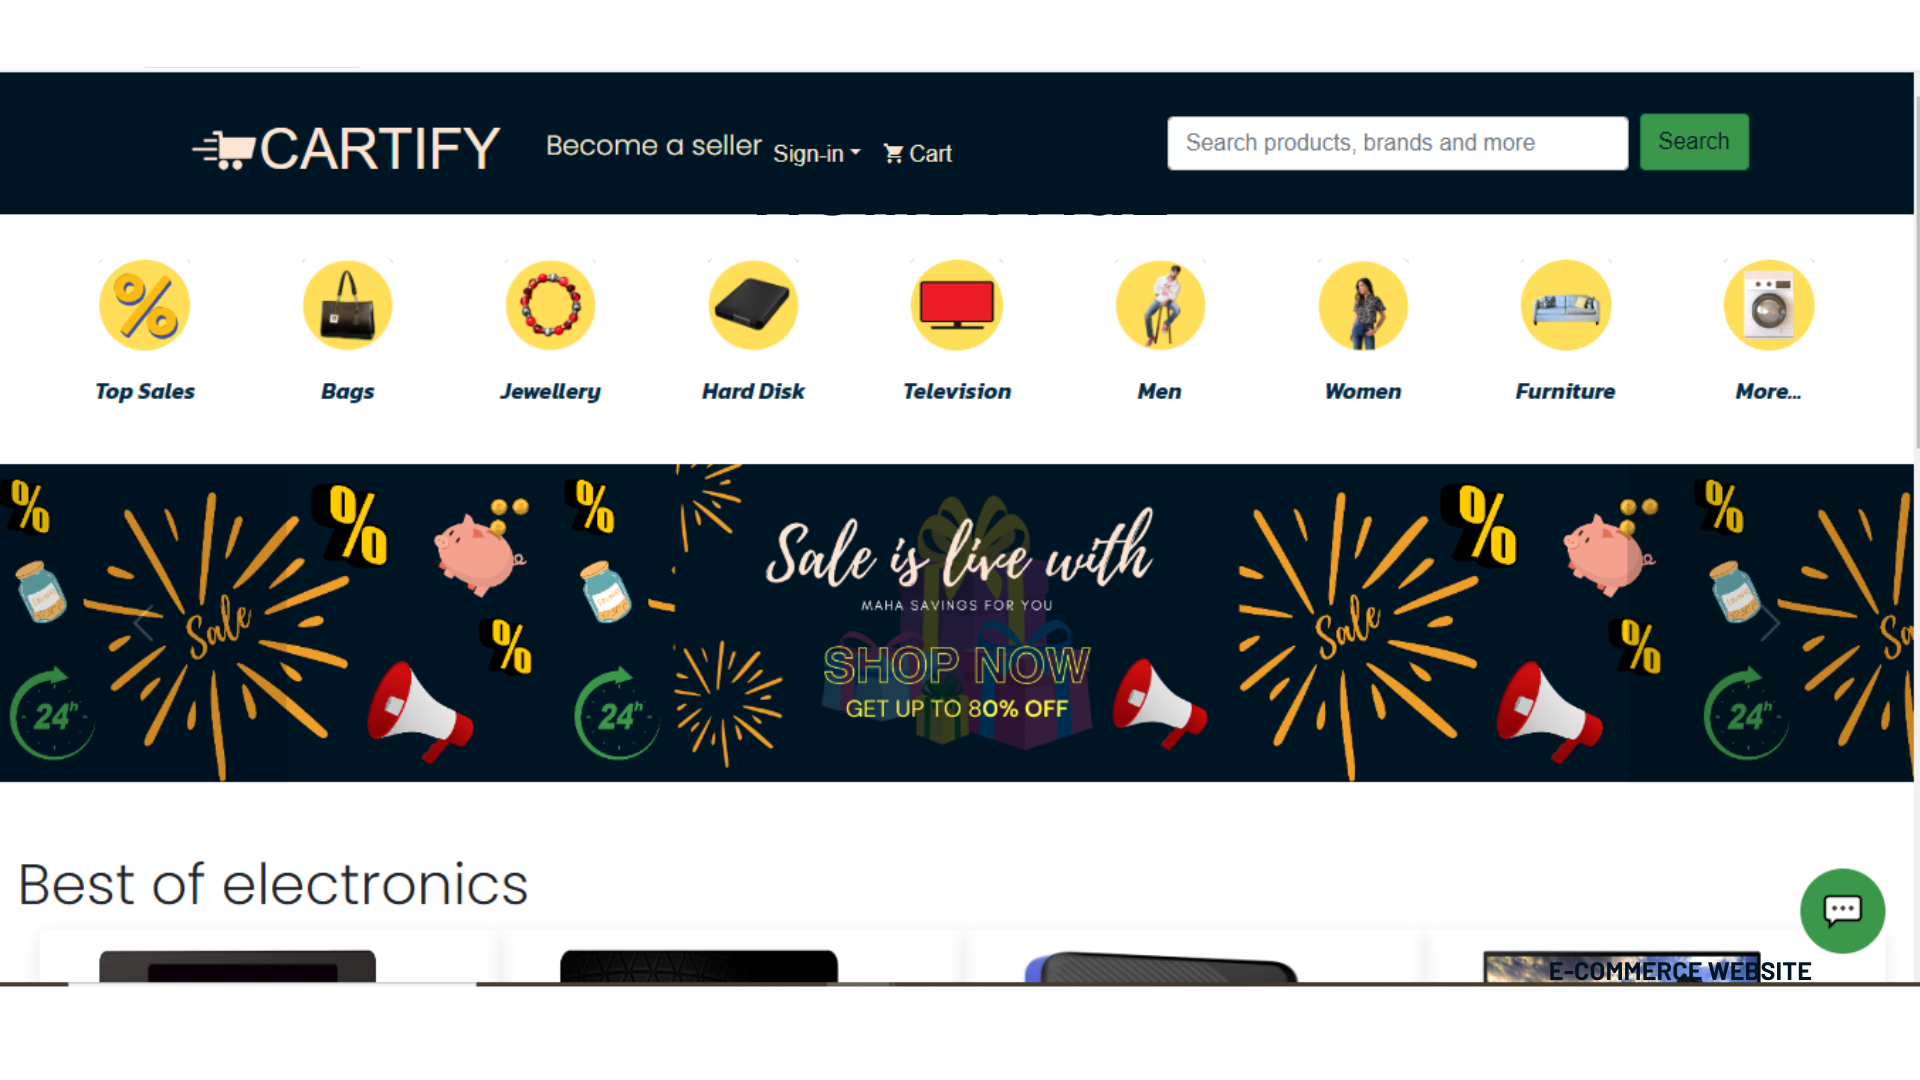 CARTIFY
Become a seller
Sign-in
Cart
Search products, brands and more
Search
Top Sales
Bags
Jewellery
Hard Disk
Television
Men
Women
Furniture
More...
%
%
%
Sale is live with
%
%
MAHA SAVINGS FOR YOU
Sale
Sale
%
%
SHOP NOW
GET UP TO 80% OFF
24h
24h
24h
Best of electronics
E-COMMERCE WEBSITE